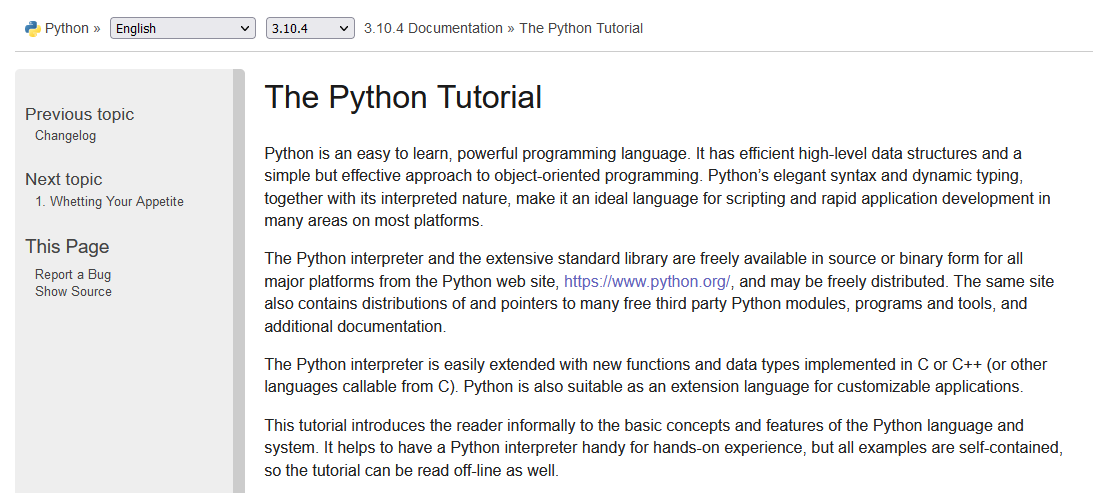 Python » English 3.10.4 3.10.4 Documentation » The Python Tutorial
Previous topic
Changelog
Next topic
1. Whetting Your Appetite
This Page
Report a Bug
Show Source
The Python Tutorial
Python is an easy to learn, powerful programming language. It has efficient high-level data structures and a
simple but effective approach to object-oriented programming. Python’s elegant syntax and dynamic typing,
together with its interpreted nature, make it an ideal language for scripting and rapid application development in
many areas on most platforms.
The Python interpreter and the extensive standard library are freely available in source or binary form for all
major platforms from the Python web site, https://www.python.org/, and may be freely distributed. The same site
also contains distributions of and pointers to many free third party Python modules, programs and tools, and
additional documentation.
The Python interpreter is easily extended with new functions and data types implemented in C or C++ (or other
languages callable from C). Python is also suitable as an extension language for customizable applications.
This tutorial introduces the reader informally to the basic concepts and features of the Python language and
system. It helps to have a Python interpreter handy for hands-on experience, but all examples are self-contained,
so the tutorial can be read off-line as well.